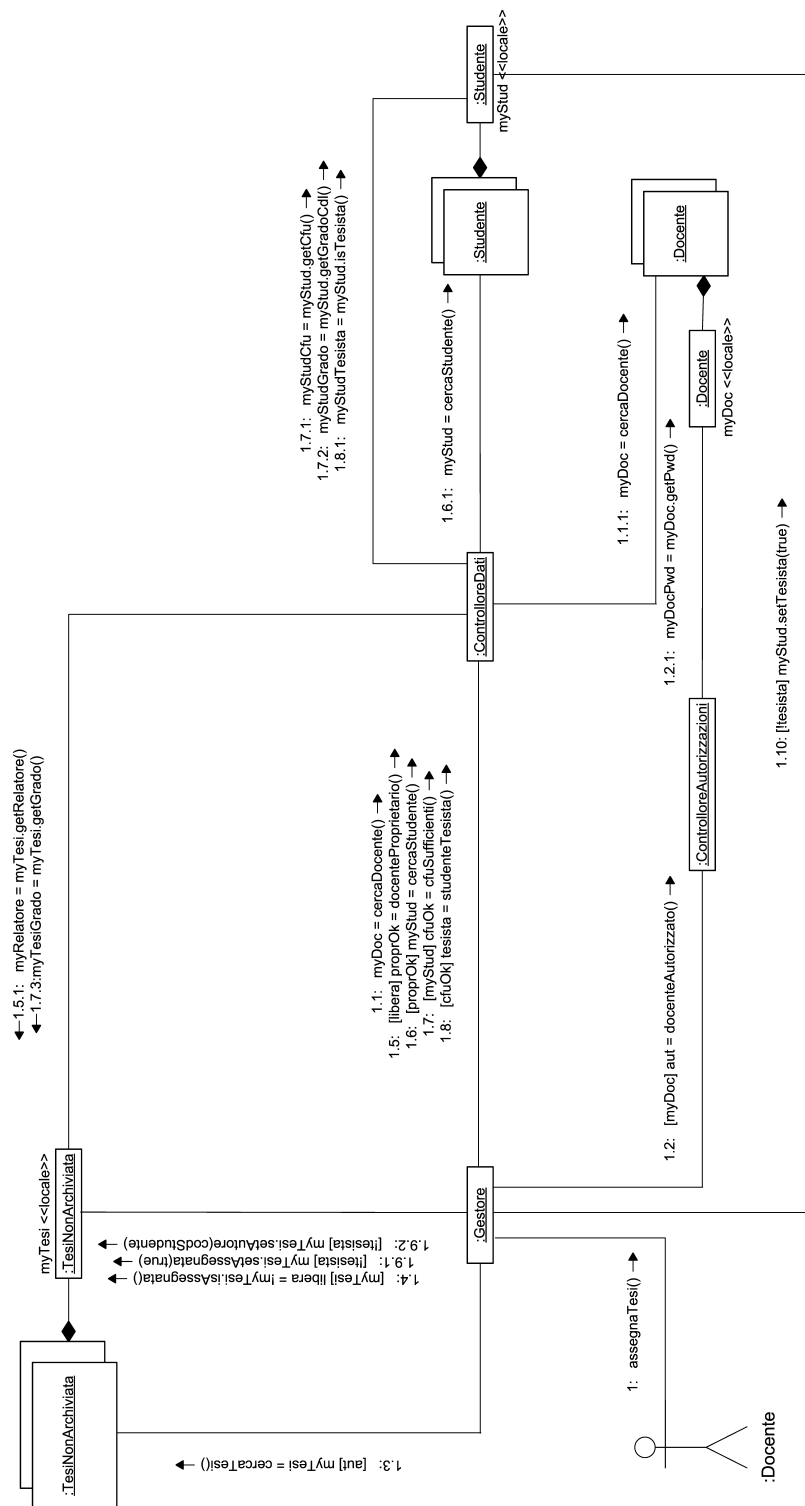 myTesi <<locale>>
:TesiNonArchiviata
:TesiNonArchiviata
1.5.1: myRelatore = myTesi.getRelatore()
1.7.3:myTesiGrado = myTesi.getGrado()
1.3: [aut] myTesi = cercaTesi()
1.4: [myTesi] libera = !myTesi.isAssegnata()
1.9.1: [!tesista] myTesi.setAssegnata(true)
1.9.2: [!tesista] myTesi.setAutore(codStudente)
1.7.1: myStudCfu = myStud.getCfu()
1.7.2: myStudGrado = myStud.getGradoCdl()
1.8.1: myStudTesista = myStud.isTesista()
1.1: myDoc = cercaDocente()
1.5: [libera] proprOk = docenteProprietario()
1.6: [proprOk] myStud = cercaStudente()
1.7: [myStud] cfuOk = cfuSufficienti()
1.8: [cfuOk] tesista = studenteTesista()
1.6.1: myStud = cercaStudente()
:Gestore
:ControlloreDati
:Studente
:Studente
myStud <<locale>>
1.1.1: myDoc = cercaDocente()
:Docente
1: assegnaTesi()
1.2: [myDoc] aut = docenteAutorizzato()
:ControlloreAutorizzazioni
1.2.1: myDocPwd = myDoc.getPwd()
:Docente
myDoc <<locale>>
:Docente
1.10: [!tesista] myStud.setTesista(true)